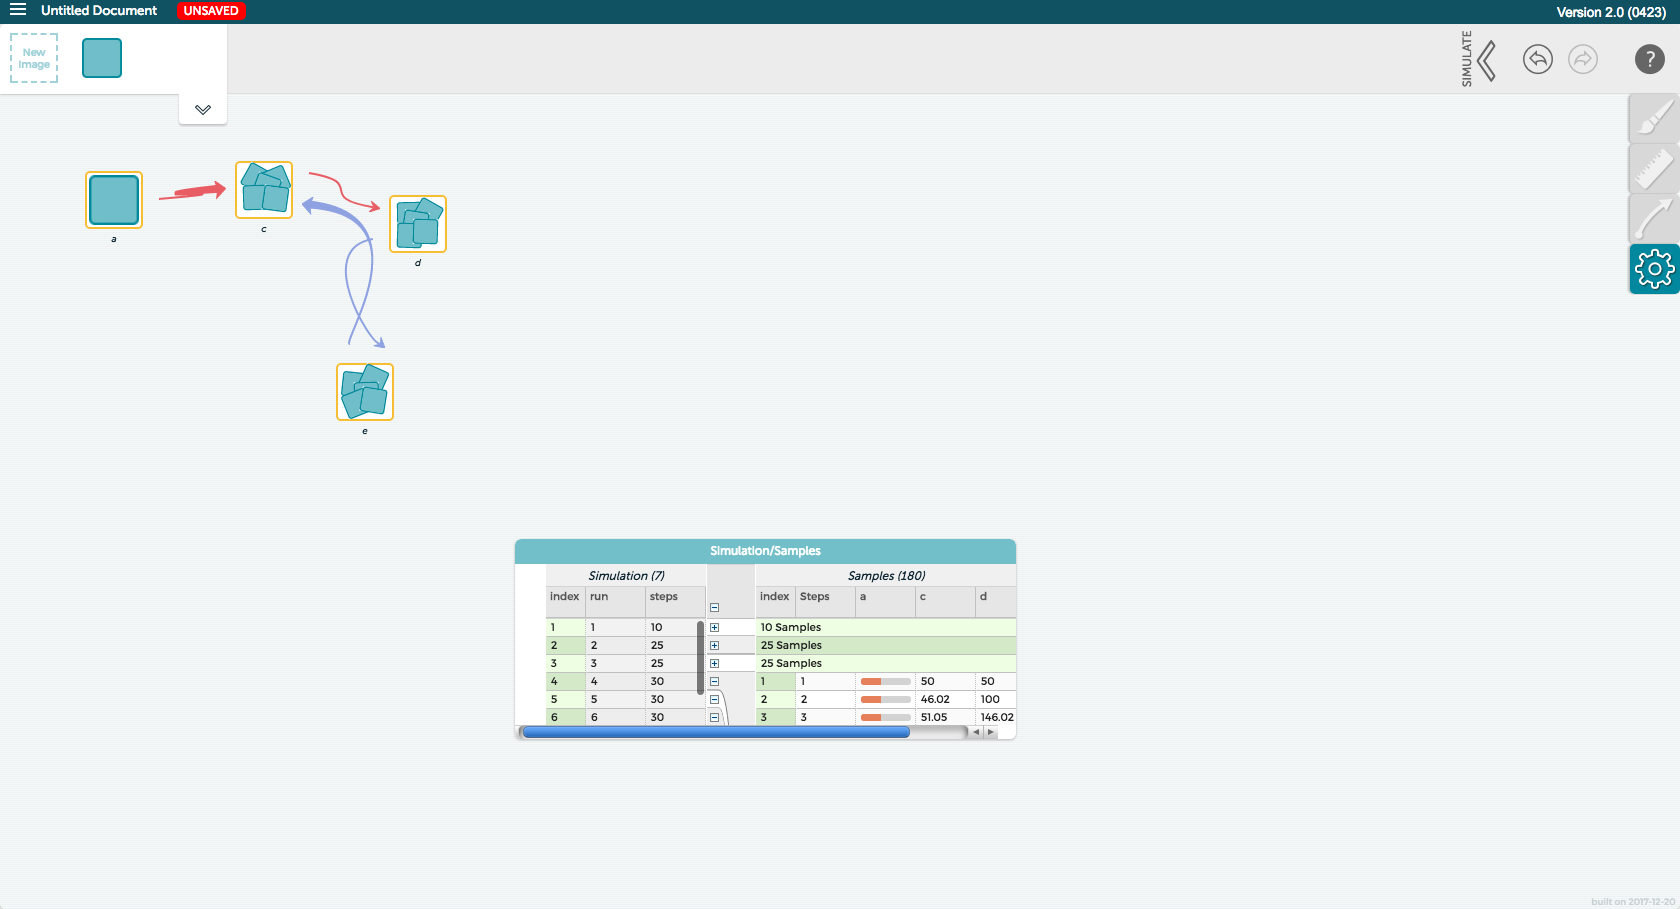 Untitled Document UNSAVED Version 2.0 (0423)
New
Image
SIMULATE
?
a
c
d
e
Simulation/Samples
Simulation (7) Samples (180)
index run steps index Steps a c d
1 1 10 10 Samples
2 2 25 25 Samples
3 3 25 25 Samples
4 4 30 1 1 50 50
5 5 30 2 2 46.02 100
6 6 30 3 3 51.05 146.02
built on 2017-12-20